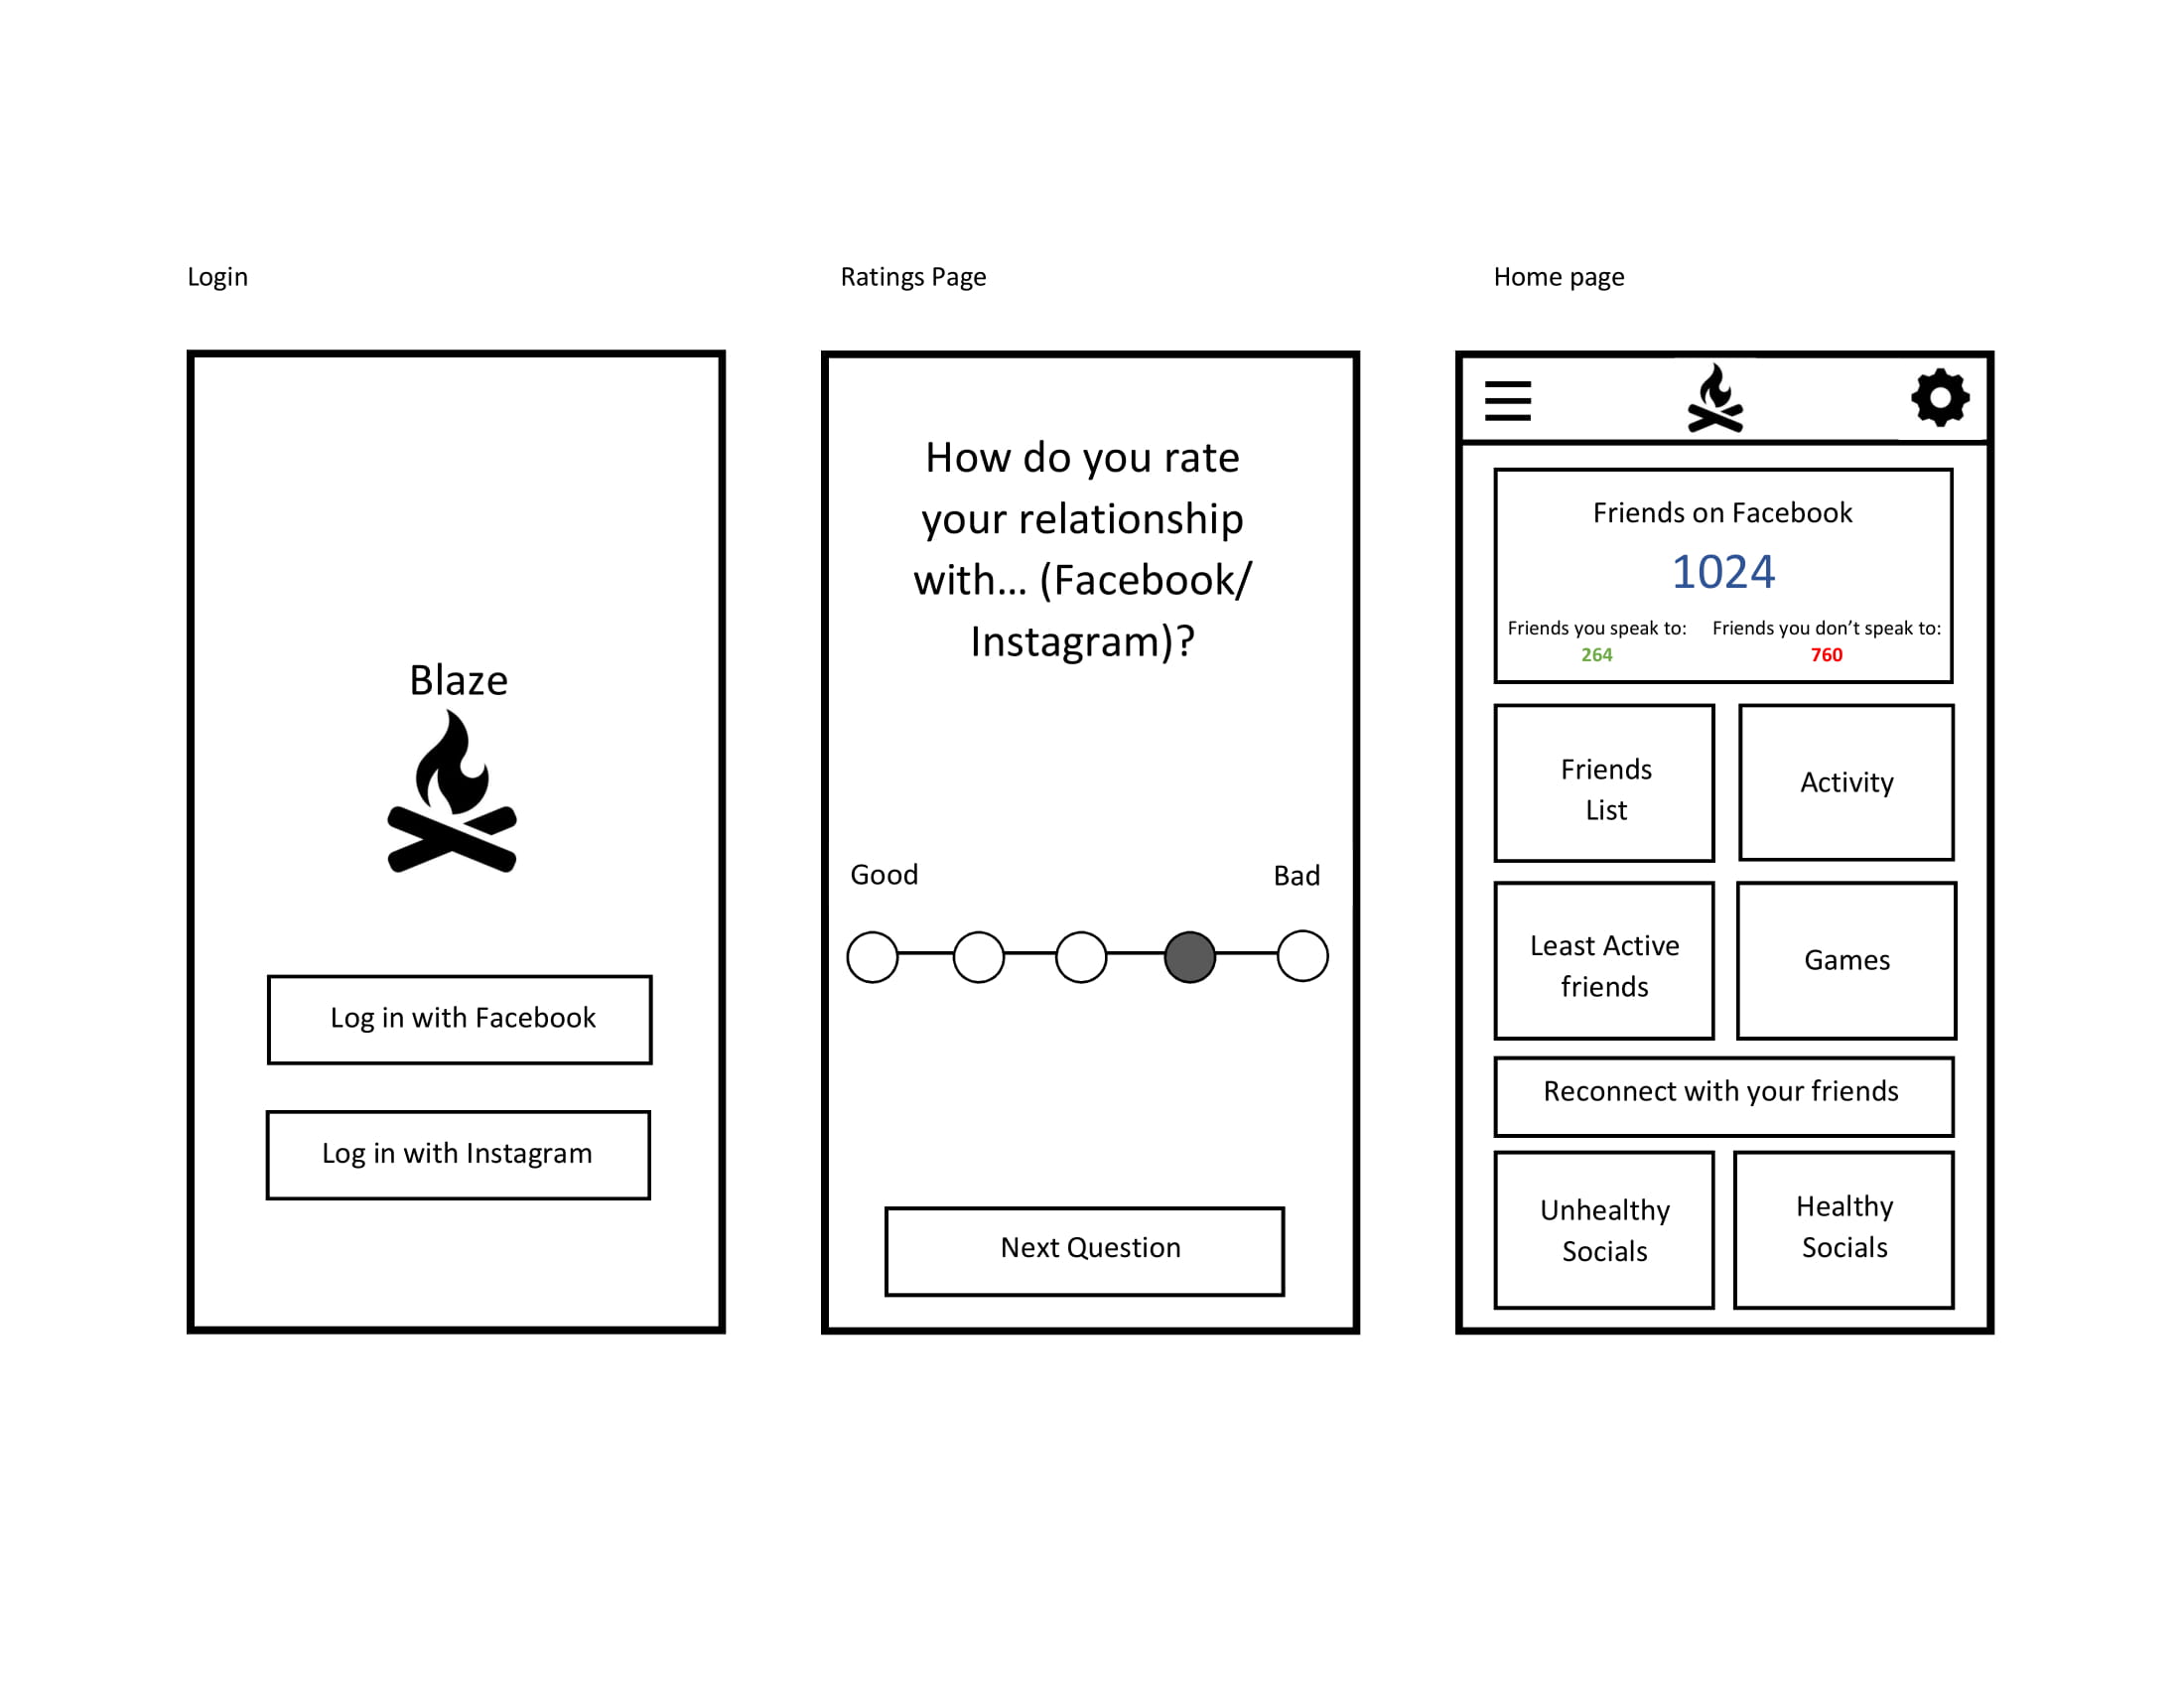 Login
Ratings Page
Home page
Blaze
Log in with Facebook
Log in with Instagram
How do you rate
your relationship
with... (Facebook/
Instagram)?
Good
Bad
Next Question
Friends on Facebook
1024
Friends you speak to:
264
Friends you don't speak to:
760
Friends
List
Activity
Least Active
friends
Games
Reconnect with your friends
Unhealthy
Socials
Healthy
Socials